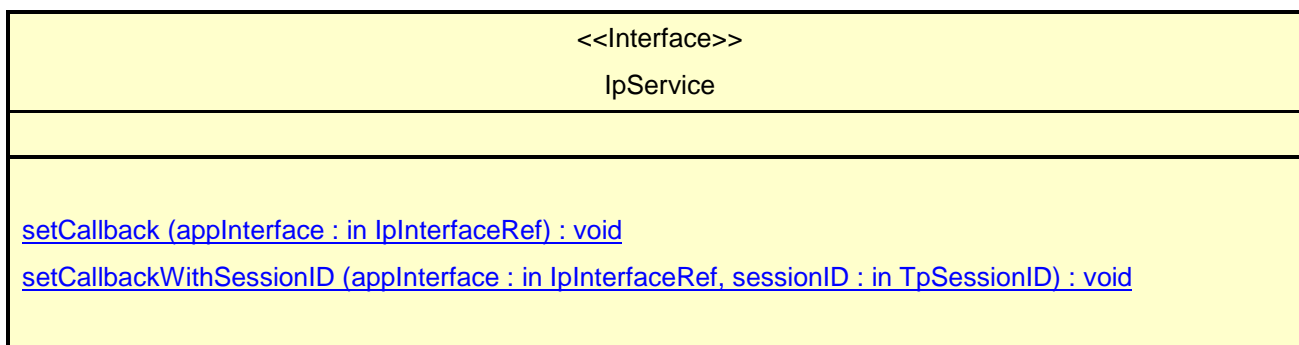 <<Interface>>
IpService
setCallback (appInterface : in IpInterfaceRef) : void
setCallbackWithSessionID (appInterface : in IpInterfaceRef, sessionID : in TpSessionID) : void